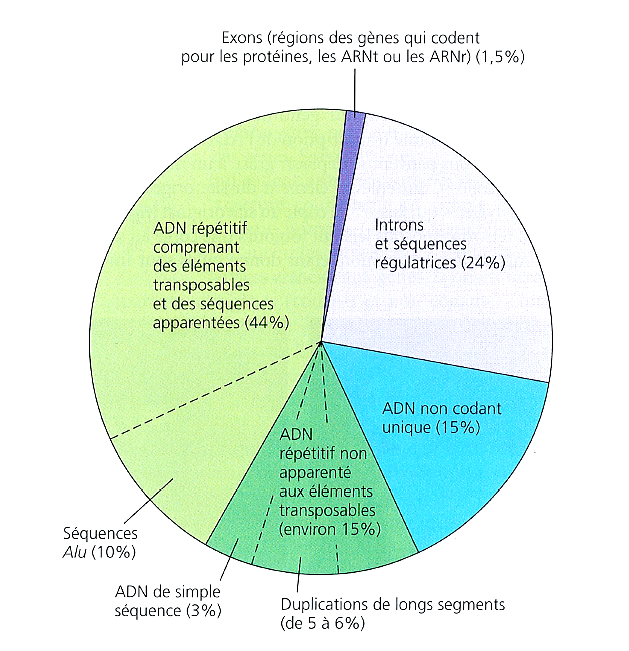 Exons (régions des gènes qui codent
pour les protéines, les ARNt ou les ARNr) (1,5%)
ADN répétitif
comprenant
des éléments
transposables
et des séquences
apparentées (44%)
Introns
et séquences
régulatrices (24%)
ADN non codant
unique (15%)
ADN
répétitif non
apparenté
aux éléments
transposables
(environ 15%)
Séquences
Alu (10%)
ADN de simple
séquence (3%)
Duplications de longs segments
(de 5 à 6%)